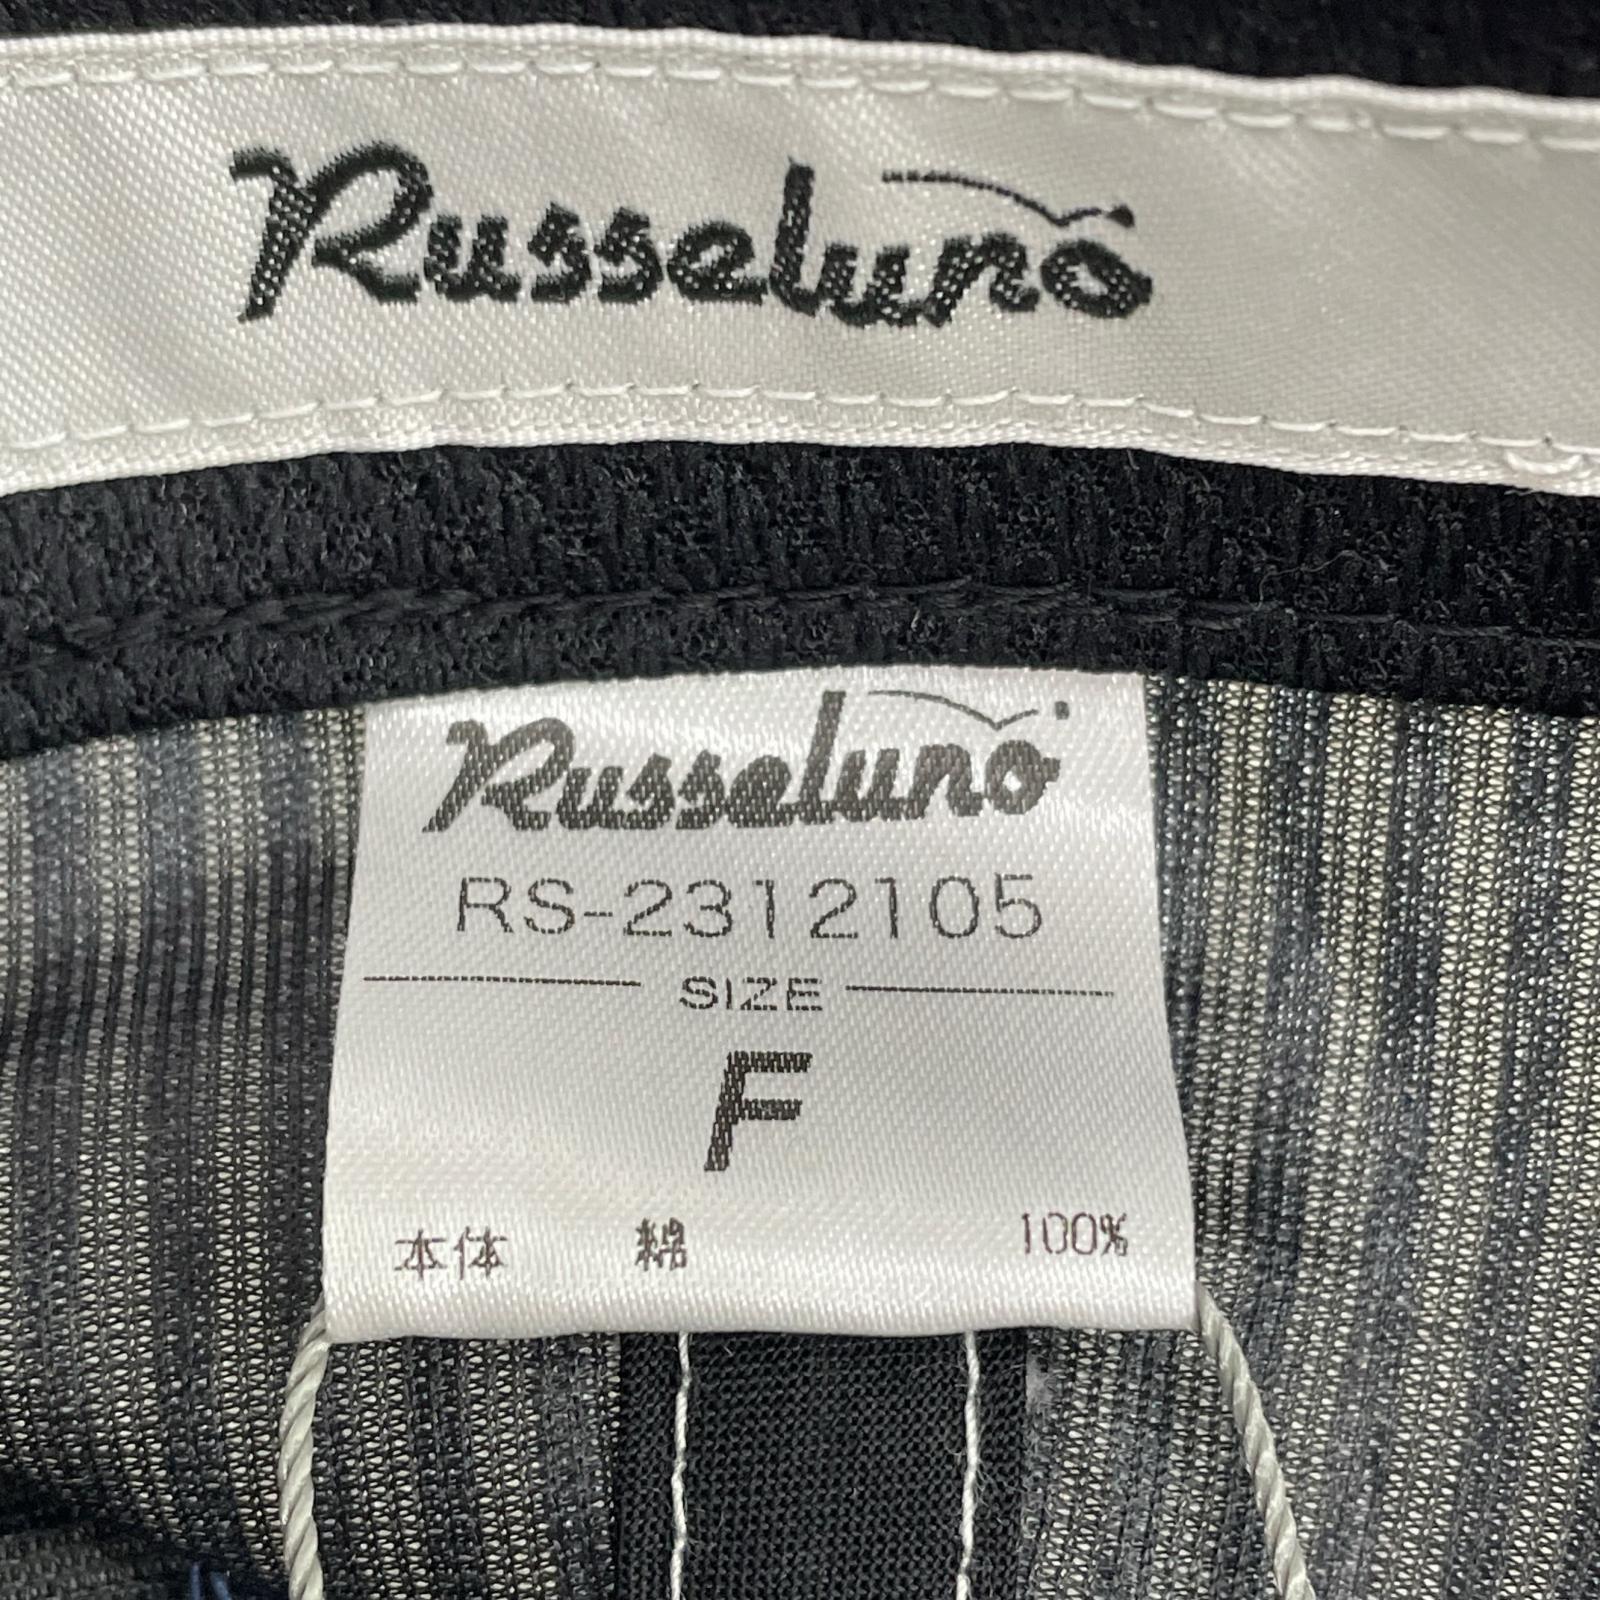 Russeluno
Russeluno
RS-2312105
SIZE
F
本体 綿 100%